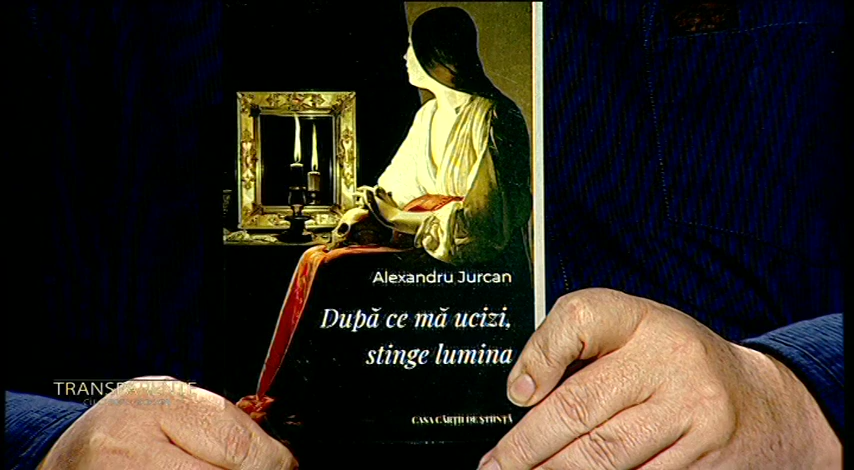 Alexandru Jurcan
După ce mă ucizi,
stinge lumina
CASA CĂRȚII DE ȘTIINȚĂ